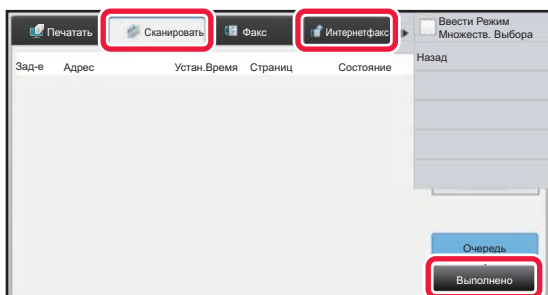 Печатать Сканировать Факс Интернетфакс
Ввести Режим
Множеств. Выбора
Назад
Зад-е Адрес Устан.Время Страниц Состояние
Очередь
Выполнено